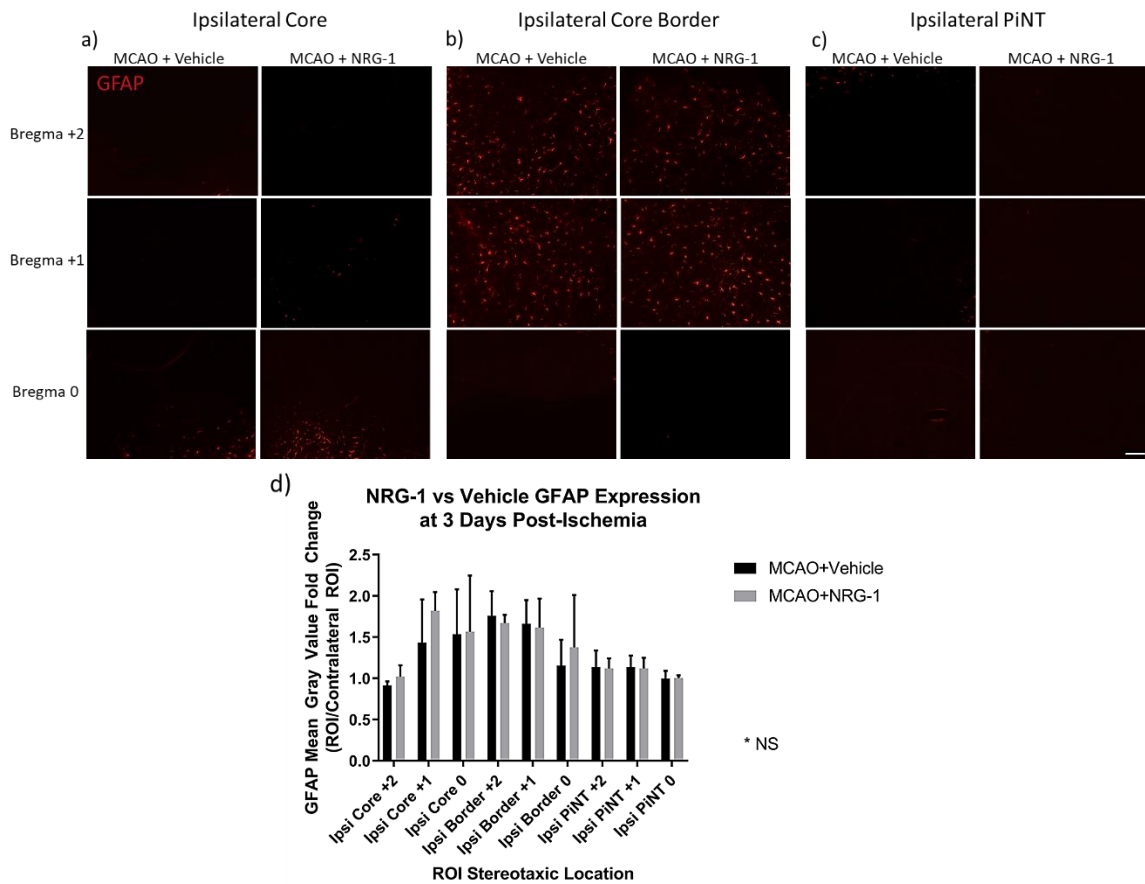 Ipsilateral Core
Ipsilateral Core Border
Ipsilateral PiNT
a)
b)
c)
MCAO + Vehicle
MCAO + NRG-1
MCAO + Vehicle
MCAO + NRG-1
MCAO + Vehicle
MCAO + NRG-1
GFAP
Bregma +2
Bregma +1
Bregma 0
d)
NRG-1 vs Vehicle GFAP Expression
at 3 Days Post-Ischemia
GFAP Mean Gray Value Fold Change
(ROI/Contralateral ROI)
2.5
2.0
1.5
1.0
0.5
0.0
MCAO+Vehicle
MCAO+NRG-1
* NS
Ipsi Core +2
Ipsi Core +1
Ipsi Core 0
Ipsi Border +2
Ipsi Border +1
Ipsi Border 0
Ipsi PiNT +2
Ipsi PiNT +1
Ipsi PiNT 0
ROI Stereotaxic Location